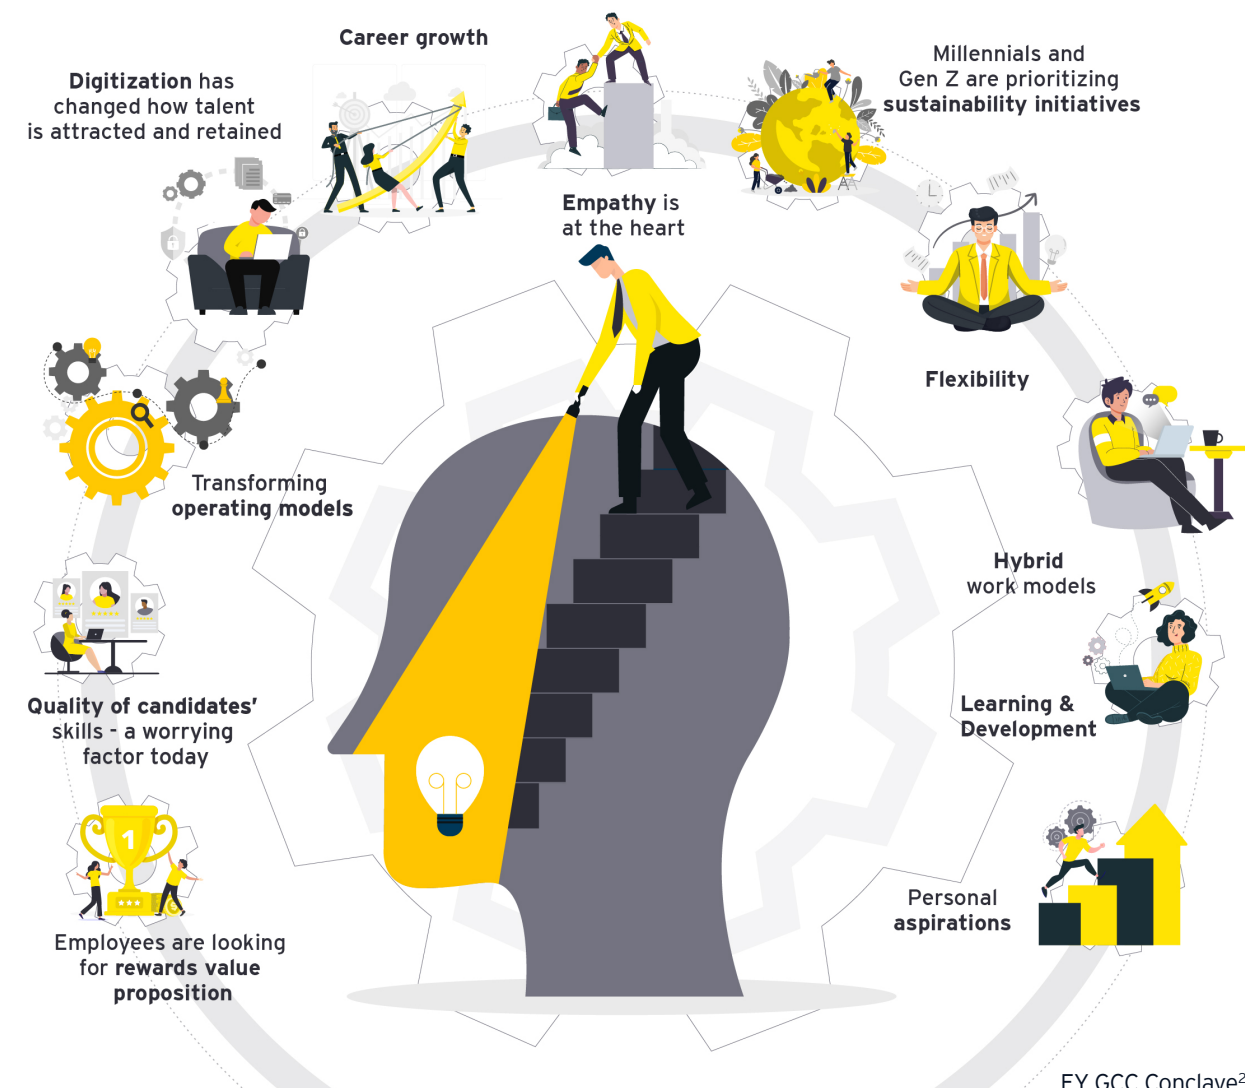 Career growth
Digitization has
changed how talent
is attracted and retained
Millennials and
Gen Z are prioritizing
sustainability initiatives
Empathy is
at the heart
Flexibility
Transforming
operating models
Hybrid
work models
Quality of candidates’
skills - a worrying
factor today
Learning &
Development
1
Employees are looking
for rewards value
proposition
Personal
aspirations
EY GCC Conclave²